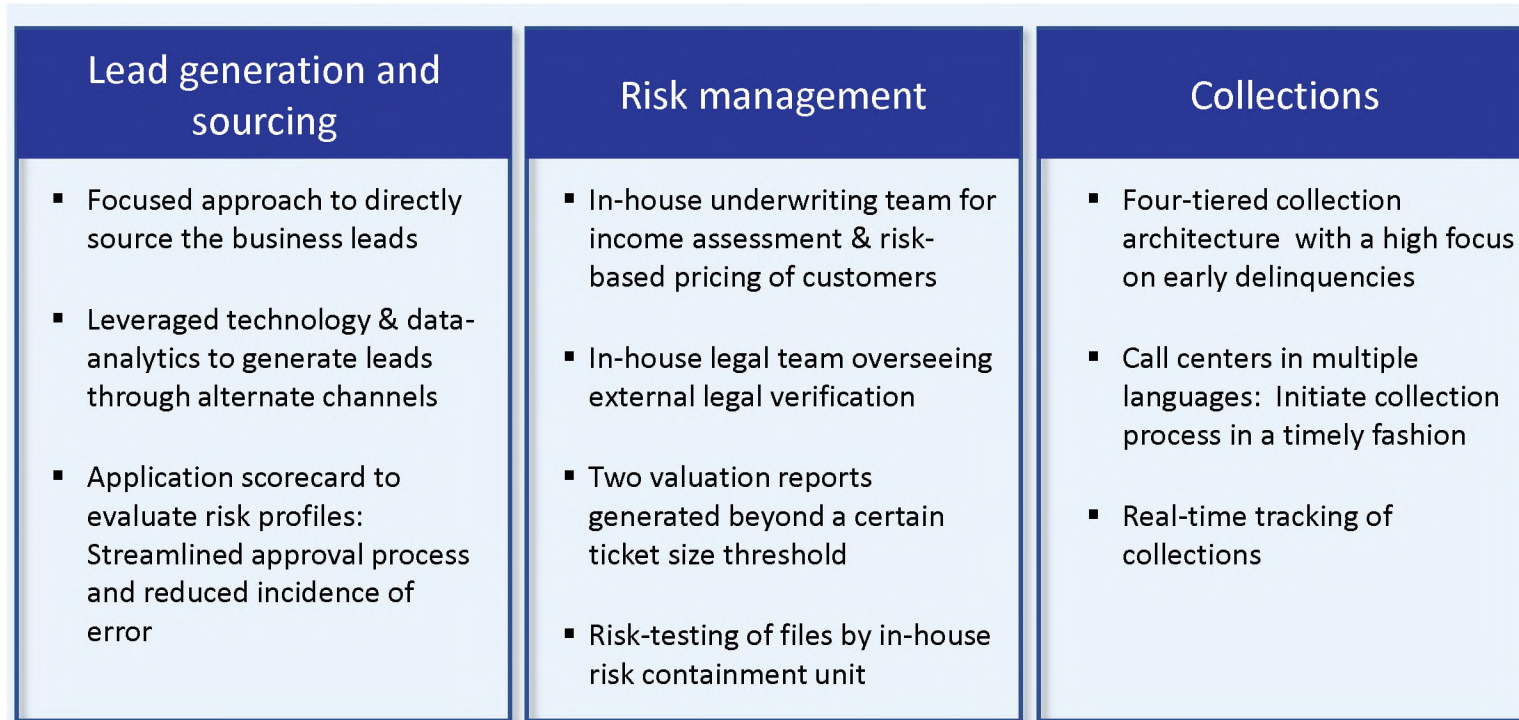 Lead generation and
sourcing
▪ Focused approach to directly
source the business leads
▪ Leveraged technology & data-
analytics to generate leads
through alternate channels
▪ Application scorecard to
evaluate risk profiles:
Streamlined approval process
and reduced incidence of
error
Risk management
▪ In-house underwriting team for
income assessment & risk-
based pricing of customers
▪ In-house legal team overseeing
external legal verification
▪ Two valuation reports
generated beyond a certain
ticket size threshold
▪ Risk-testing of files by in-house
risk containment unit
Collections
▪ Four-tiered collection
architecture  with a high focus
on early delinquencies
▪ Call centers in multiple
languages:  Initiate collection
process in a timely fashion
▪ Real-time tracking of
collections